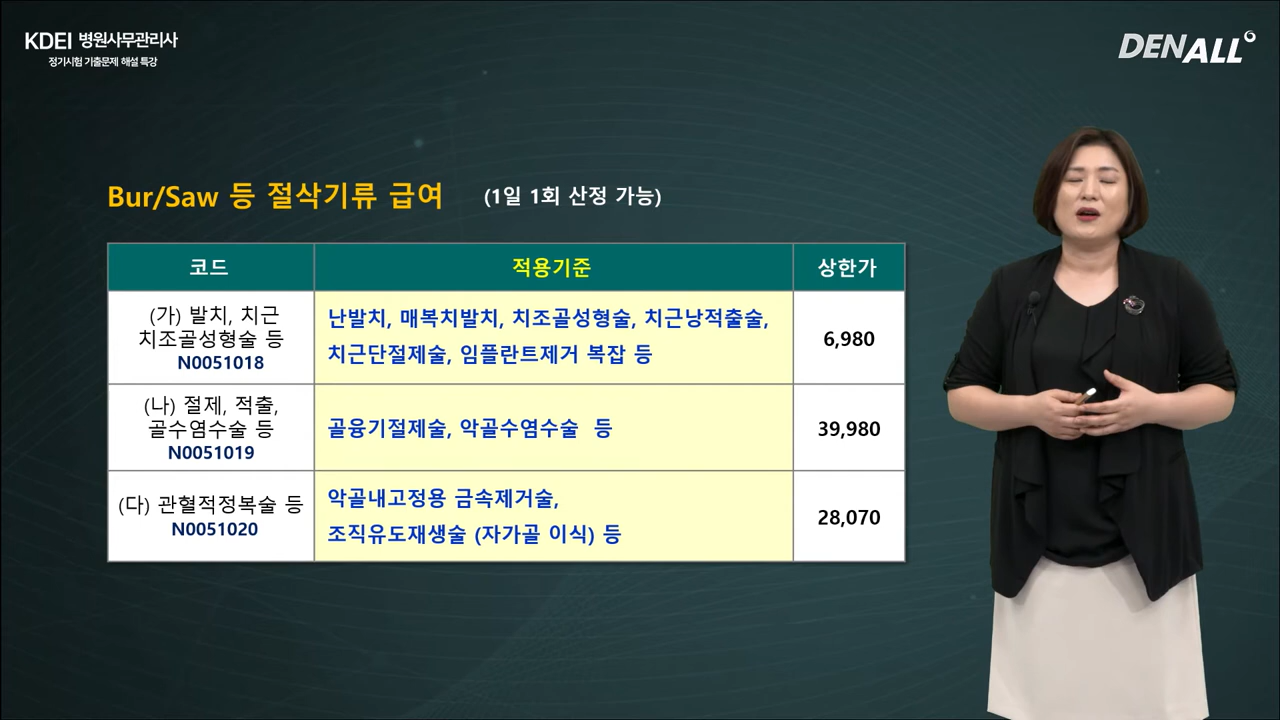 KDEI 병원사무관리사
정기시험 기출문제 해설 특강
DENALL
Bur/Saw 등 절삭기류 급여 (1일 1회 산정 가능)
코드 적용기준 상한가
(가) 발치, 치근
치조골성형술 등
N0051018
난발치, 매복치발치, 치조골성형술, 치근낭적출술,
치근단절제술, 임플란트제거 복잡 등
6,980
(나) 절제, 적출,
골수염수술 등
N0051019
골융기절제술, 악골수염수술 등
39,980
(다) 관혈적정복술 등
N0051020
악골내고정용 금속제거술,
조직유도재생술 (자가골 이식) 등
28,070